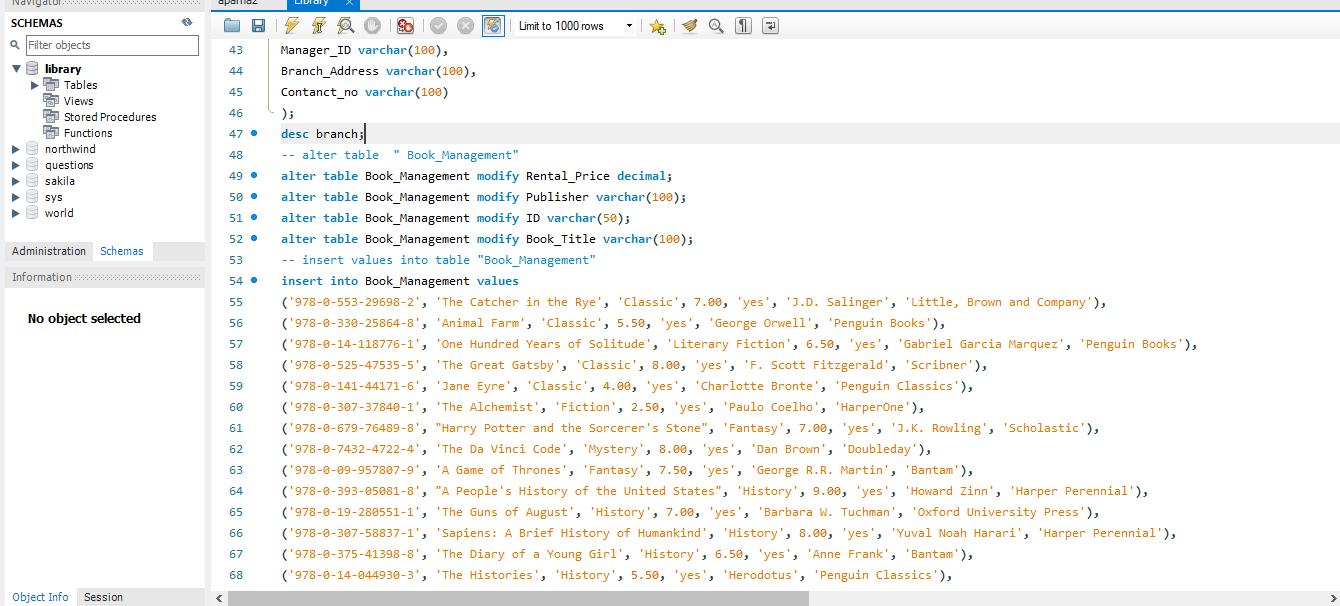 Navigator
SCHEMAS
Filter objects
library
Tables
Views
Stored Procedures
Functions
northwind
questions
sakila
sys
world
Administration Schemas
Information
No object selected
Object Info Session
aparna2 Library
Limit to 1000 rows
43 Manager_ID varchar(100),
44 Branch_Address varchar(100),
45 Contanct_no varchar(100)
46 );
47 desc branch;
48 -- alter table  " Book_Management"
49 alter table Book_Management modify Rental_Price decimal;
50 alter table Book_Management modify Publisher varchar(100);
51 alter table Book_Management modify ID varchar(50);
52 alter table Book_Management modify Book_Title varchar(100);
53 -- insert values into table "Book_Management"
54 insert into Book_Management values
55 ('978-0-553-29698-2', 'The Catcher in the Rye', 'Classic', 7.00, 'yes', 'J.D. Salinger', 'Little, Brown and Company'),
56 ('978-0-330-25864-8', 'Animal Farm', 'Classic', 5.50, 'yes', 'George Orwell', 'Penguin Books'),
57 ('978-0-14-118776-1', 'One Hundred Years of Solitude', 'Literary Fiction', 6.50, 'yes', 'Gabriel Garcia Marquez', 'Penguin Books'),
58 ('978-0-525-47535-5', 'The Great Gatsby', 'Classic', 8.00, 'yes', 'F. Scott Fitzgerald', 'Scribner'),
59 ('978-0-141-44171-6', 'Jane Eyre', 'Classic', 4.00, 'yes', 'Charlotte Bronte', 'Penguin Classics'),
60 ('978-0-307-37840-1', 'The Alchemist', 'Fiction', 2.50, 'yes', 'Paulo Coelho', 'HarperOne'),
61 ('978-0-679-76489-8', "Harry Potter and the Sorcerer's Stone", 'Fantasy', 7.00, 'yes', 'J.K. Rowling', 'Scholastic'),
62 ('978-0-7432-4722-4', 'The Da Vinci Code', 'Mystery', 8.00, 'yes', 'Dan Brown', 'Doubleday'),
63 ('978-0-09-957807-9', 'A Game of Thrones', 'Fantasy', 7.50, 'yes', 'George R.R. Martin', 'Bantam'),
64 ('978-0-393-05081-8', "A People's History of the United States", 'History', 9.00, 'yes', 'Howard Zinn', 'Harper Perennial'),
65 ('978-0-19-280551-1', 'The Guns of August', 'History', 7.00, 'yes', 'Barbara W. Tuchman', 'Oxford University Press'),
66 ('978-0-307-58837-1', 'Sapiens: A Brief History of Humankind', 'History', 8.00, 'yes', 'Yuval Noah Harari', 'Harper Perennial'),
67 ('978-0-375-41398-8', 'The Diary of a Young Girl', 'History', 6.50, 'yes', 'Anne Frank', 'Bantam'),
68 ('978-0-14-044930-3', 'The Histories', 'History', 5.50, 'yes', 'Herodotus', 'Penguin Classics'),